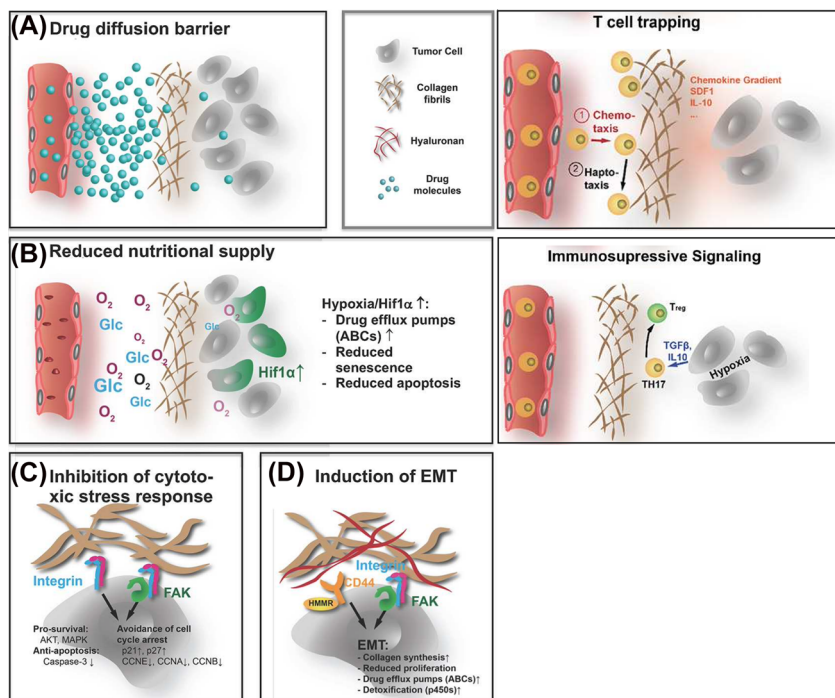 (A) Drug diffusion barrier
Tumor Cell
Collagen
fibrils
Hyaluronan
Drug
molecules
T cell trapping
Chemokine Gradient
SDF1
IL-10
...
1 Chemo-
taxis
2 Hapto-
taxis
(B) Reduced nutritional supply
O2
Glc
O2
O2
Glc
O2
Glc
O2
Glc
O2
O2
Glc
Hif1α↑
O2
Hypoxia/Hif1α ↑:
- Drug efflux pumps
(ABCs) ↑
- Reduced
senescence
- Reduced apoptosis
Immunosupressive Signaling
Treg
TGFβ,
IL10
TH17
Hypoxia
(C) Inhibition of cytoto-
xic stress response
Integrin
FAK
Pro-survival:
AKT, MAPK
Anti-apoptosis:
Caspase-3 ↓
Avoidance of cell
cycle arrest
p21↑, p27↑
CCNE↓, CCNA↓, CCNB↓
(D) Induction of EMT
Integrin
CD44
HMMR
FAK
EMT:
- Collagen synthesis↑
- Reduced proliferation
- Drug efflux pumps (ABCs)↑
- Detoxification (p450s)↑